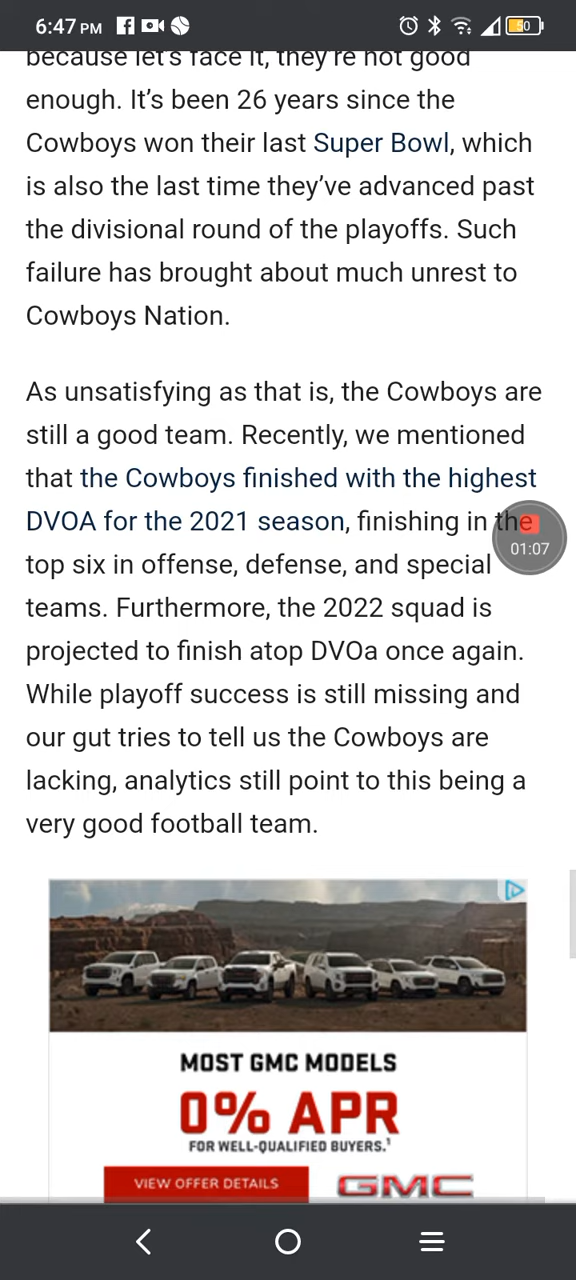 6:47 PM
50
because let's face it, they're not good
enough. It's been 26 years since the
Cowboys won their last Super Bowl, which
is also the last time they've advanced past
the divisional round of the playoffs. Such
failure has brought about much unrest to
Cowboys Nation.
As unsatisfying as that is, the Cowboys are
still a good team. Recently, we mentioned
that the Cowboys finished with the highest
DVOA for the 2021 season, finishing in the
01:07
top six in offense, defense, and special
teams. Furthermore, the 2022 squad is
projected to finish atop DVOa once again.
While playoff success is still missing and
our gut tries to tell us the Cowboys are
lacking, analytics still point to this being a
very good football team.
MOST GMC MODELS
0% APR
FOR WELL-QUALIFIED BUYERS.¹
VIEW OFFER DETAILS
GMC